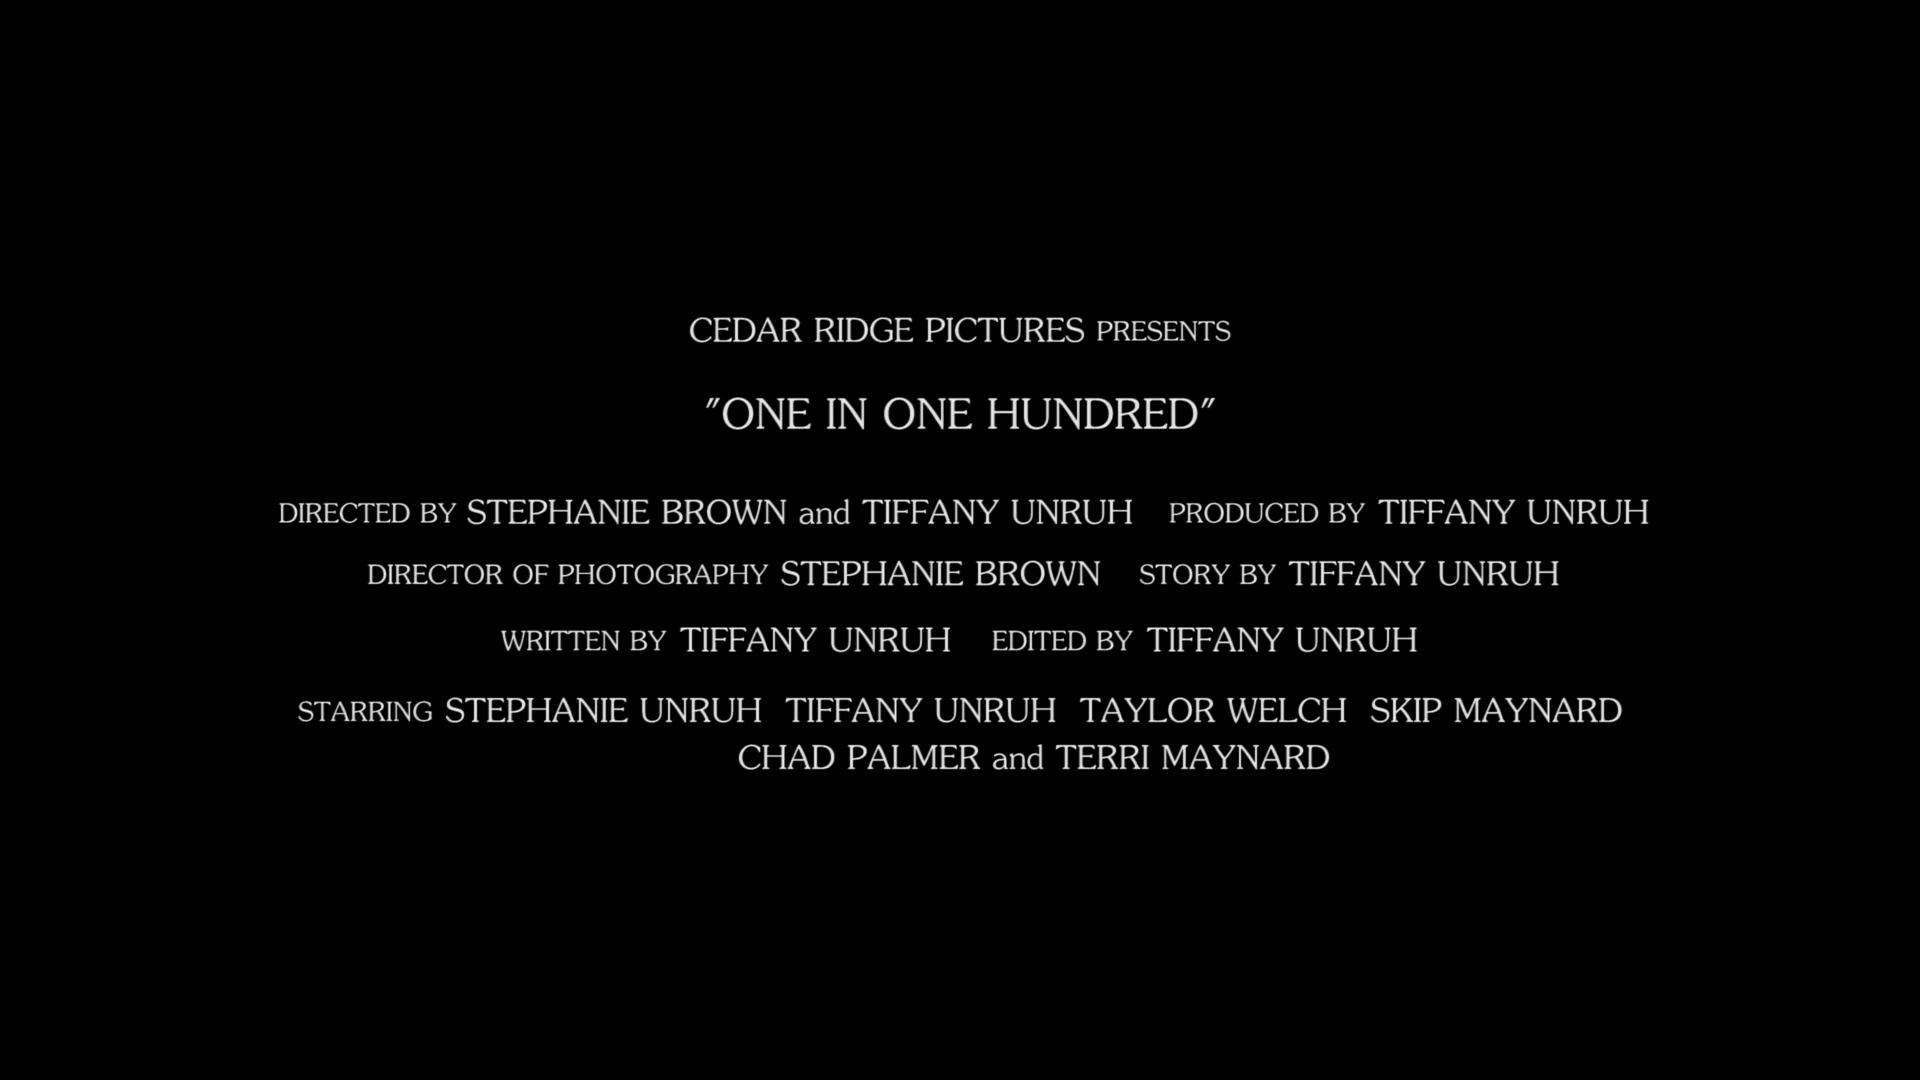 CEDAR RIDGE PICTURES PRESENTS
"ONE IN ONE HUNDRED"
DIRECTED BY STEPHANIE BROWN and TIFFANY UNRUH PRODUCED BY TIFFANY UNRUH
DIRECTOR OF PHOTOGRAPHY STEPHANIE BROWN STORY BY TIFFANY UNRUH
WRITTEN BY TIFFANY UNRUH EDITED BY TIFFANY UNRUH
STARRING STEPHANIE UNRUH TIFFANY UNRUH TAYLOR WELCH SKIP MAYNARD
CHAD PALMER and TERRI MAYNARD